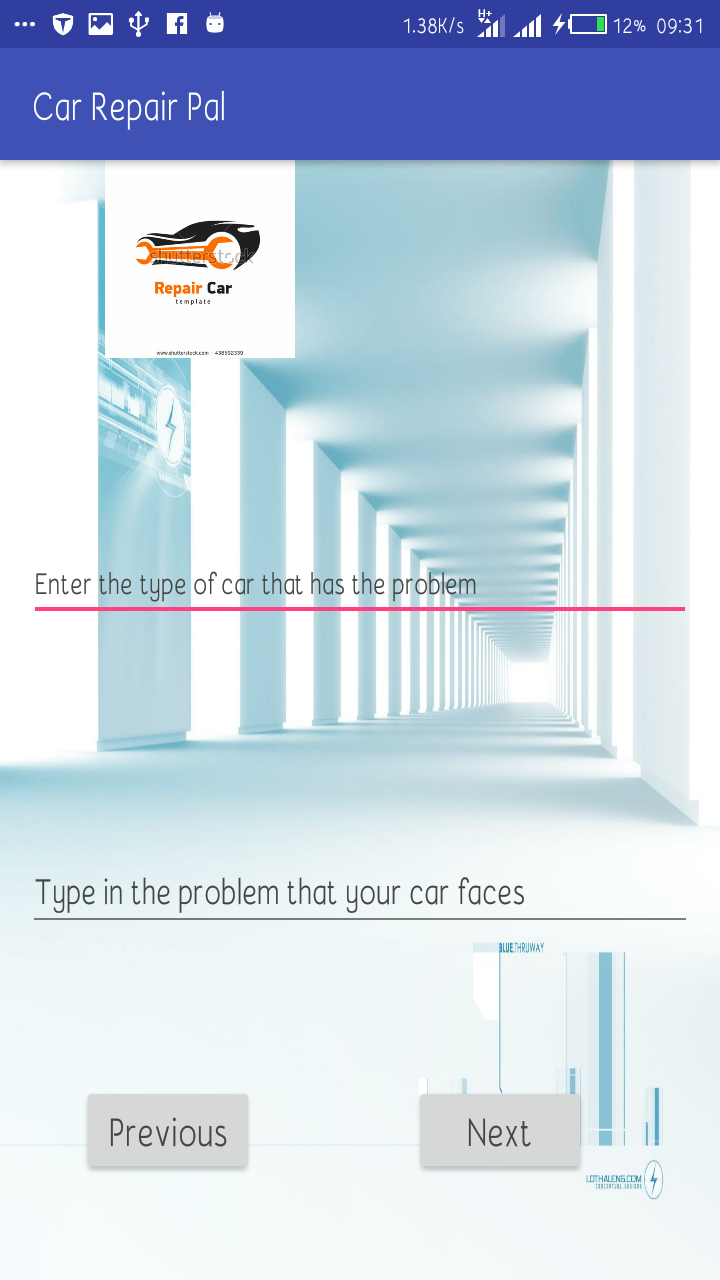 1.38K/s H+ 12% 09:31
Car Repair Pal
shutterstock
Repair Car
template
www.shutterstock.com · 438592339
Enter the type of car that has the problem
Type in the problem that your car faces
BLUE.THRUWAY
Previous
Next
LOTHALENG.COM
CONCEPTUAL DESIGNS